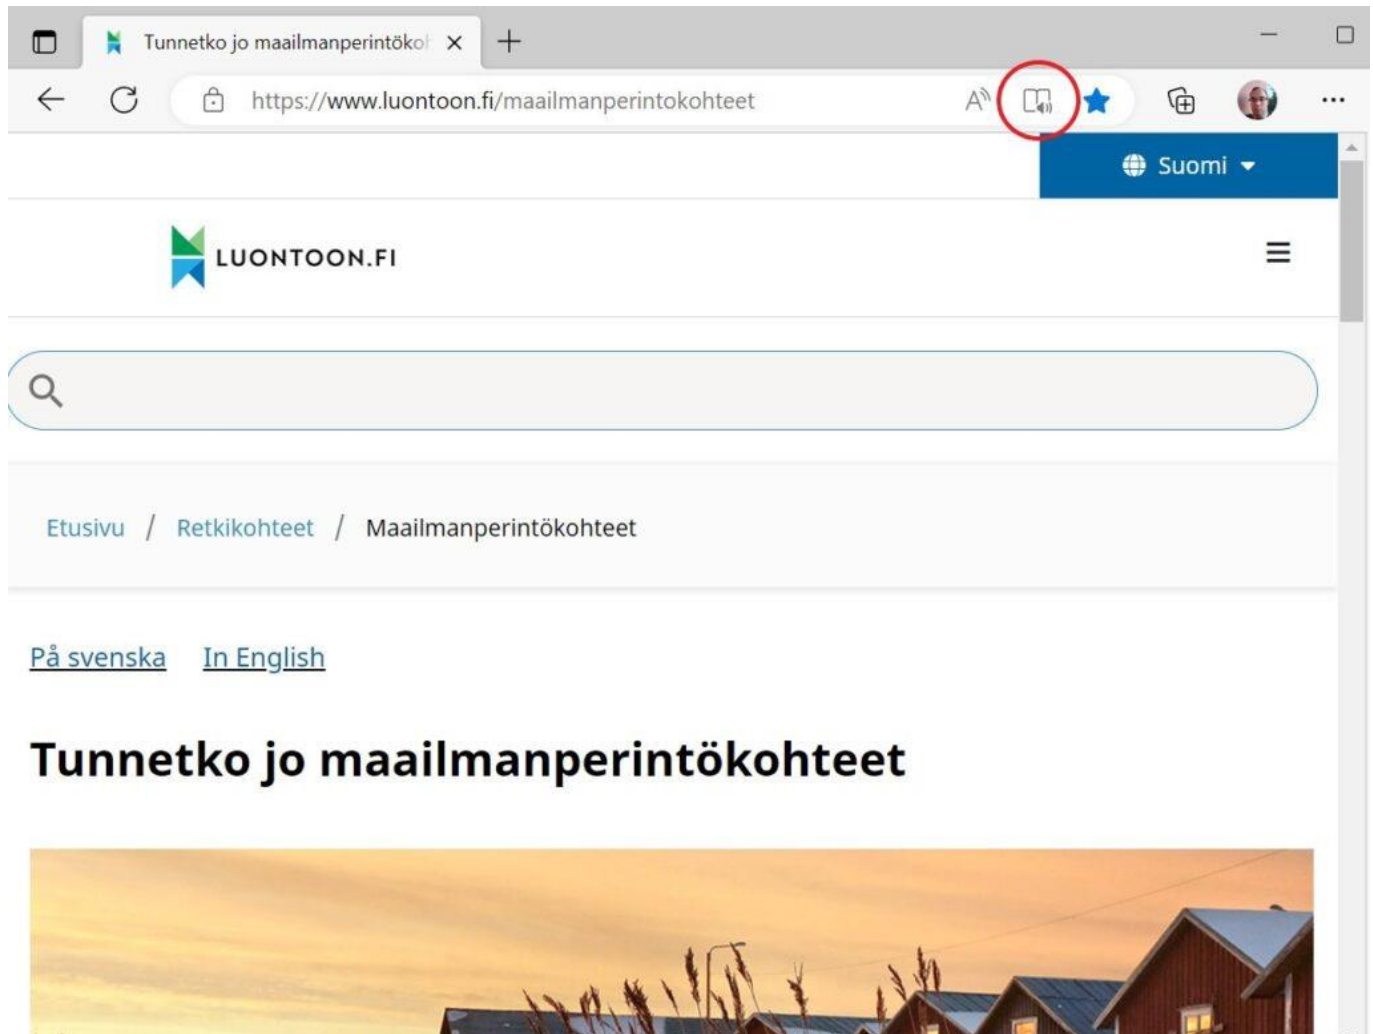 Tunnetko jo maailmanperintökoh
https://www.luontoon.fi/maailmanperintokohteet
Suomi
LUONTOON.FI
Etusivu / Retkikohteet / Maailmanperintökohteet
På svenska In English
Tunnetko jo maailmanperintökohteet